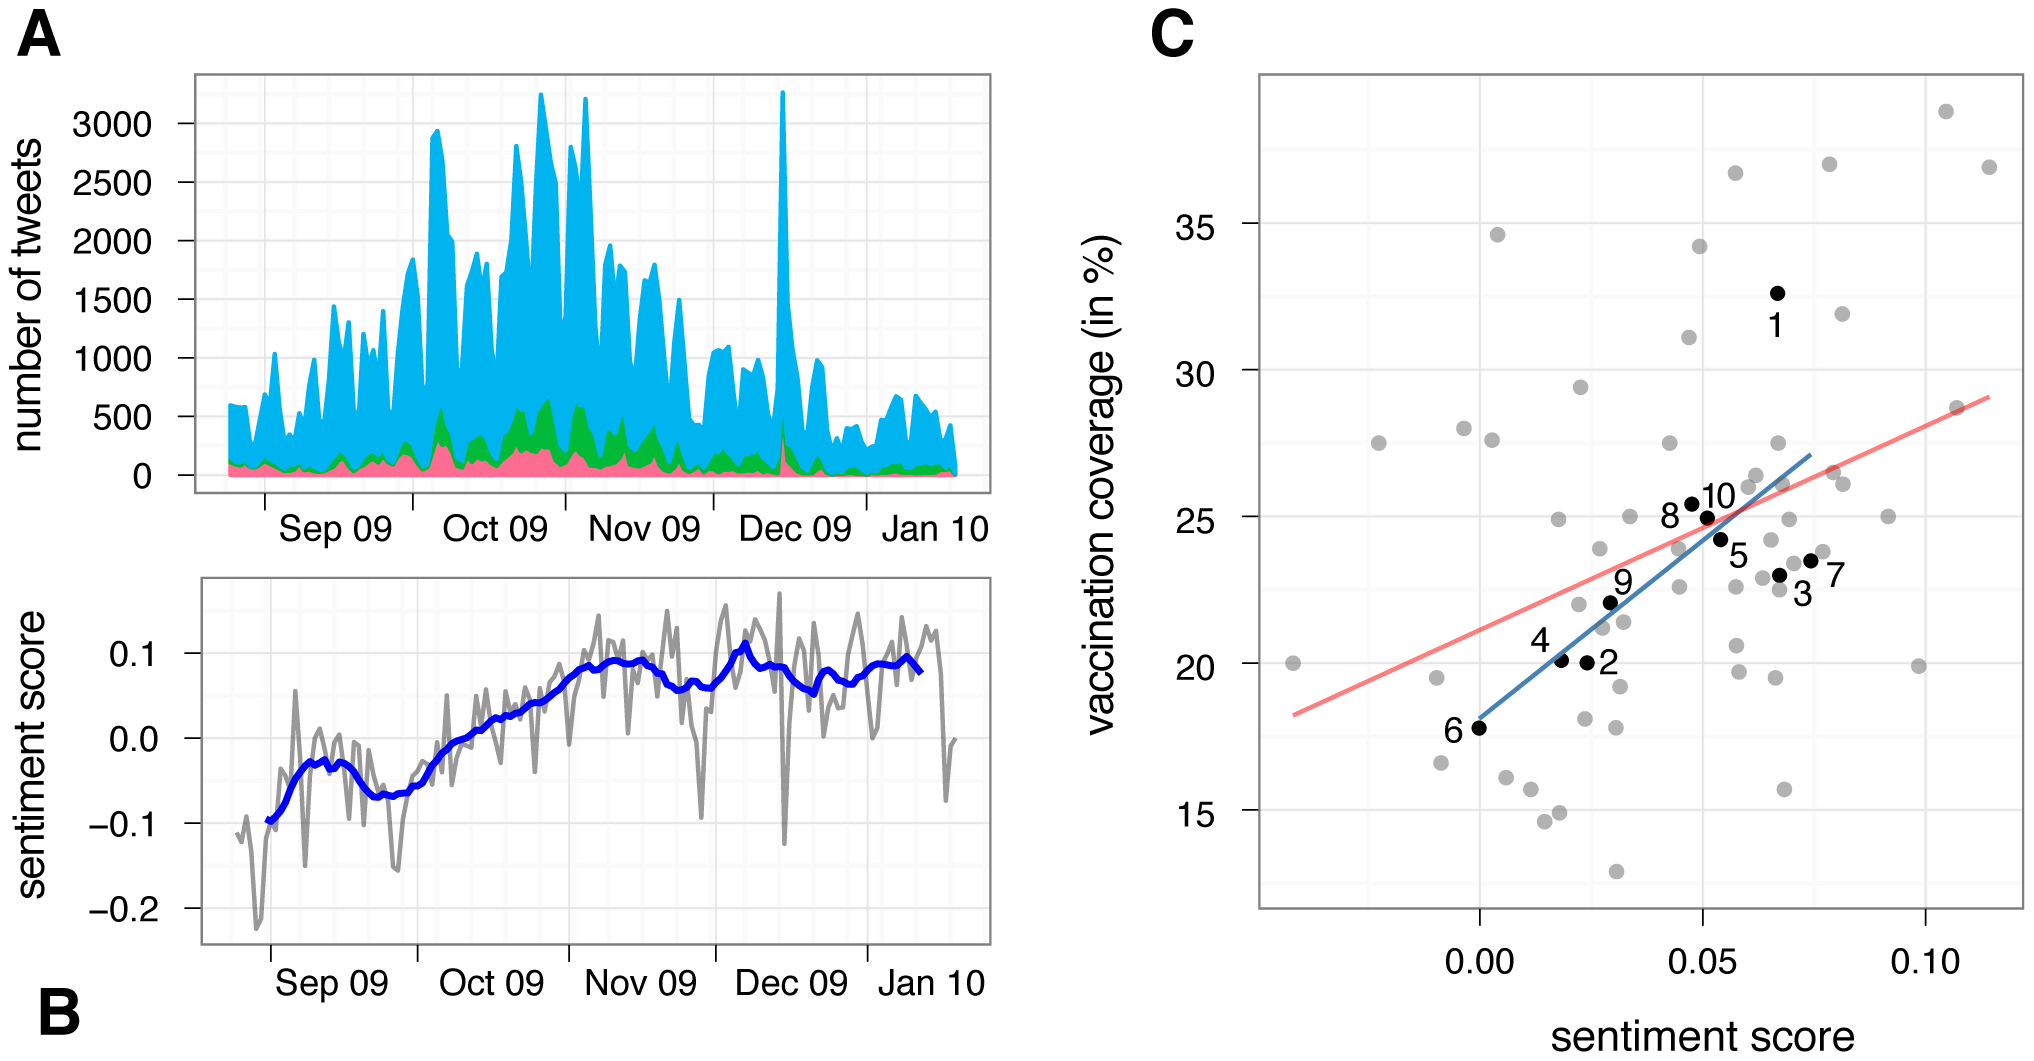 A
number of tweets
3000
2500
2000
1500
1000
500
0
Sep 09 Oct 09 Nov 09 Dec 09 Jan 10
sentiment score
0.1
0.0
−0.1
−0.2
Sep 09 Oct 09 Nov 09 Dec 09 Jan 10
B
C
vaccination coverage (in %)
35
30
25
20
15
1
10
8
5
7
3
9
4
2
6
0.00 0.05 0.10
sentiment score